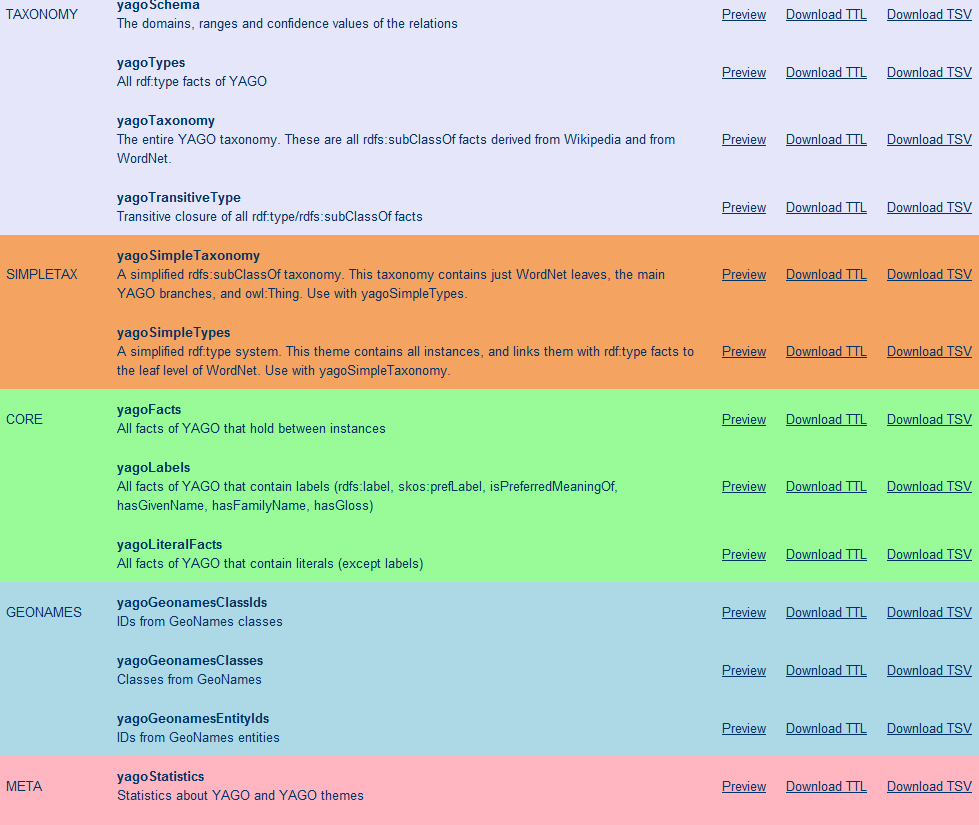 yagoSchema
TAXONOMY The domains, ranges and confidence values of the relations Preview Download TTL Download TSV
yagoTypes
All rdf:type facts of YAGO Preview Download TTL Download TSV
yagoTaxonomy
The entire YAGO taxonomy. These are all rdfs:subClassOf facts derived from Wikipedia and from Preview Download TTL Download TSV
WordNet.
yagoTransitiveType
Transitive closure of all rdf:type/rdfs:subClassOf facts Preview Download TTL Download TSV
yagoSimpleTaxonomy
SIMPLETAX A simplified rdfs:subClassOf taxonomy. This taxonomy contains just WordNet leaves, the main Preview Download TTL Download TSV
YAGO branches, and owl:Thing. Use with yagoSimpleTypes.
yagoSimpleTypes
A simplified rdf:type system. This theme contains all instances, and links them with rdf:type facts to Preview Download TTL Download TSV
the leaf level of WordNet. Use with yagoSimpleTaxonomy.
yagoFacts
CORE All facts of YAGO that hold between instances Preview Download TTL Download TSV
yagoLabels
All facts of YAGO that contain labels (rdfs:label, skos:prefLabel, isPreferredMeaningOf, Preview Download TTL Download TSV
hasGivenName, hasFamilyName, hasGloss)
yagoLiteralFacts
All facts of YAGO that contain literals (except labels) Preview Download TTL Download TSV
yagoGeonamesClassIds
GEONAMES IDs from GeoNames classes Preview Download TTL Download TSV
yagoGeonamesClasses
Classes from GeoNames Preview Download TTL Download TSV
yagoGeonamesEntityIds
IDs from GeoNames entities Preview Download TTL Download TSV
yagoStatistics
META Statistics about YAGO and YAGO themes Preview Download TTL Download TSV